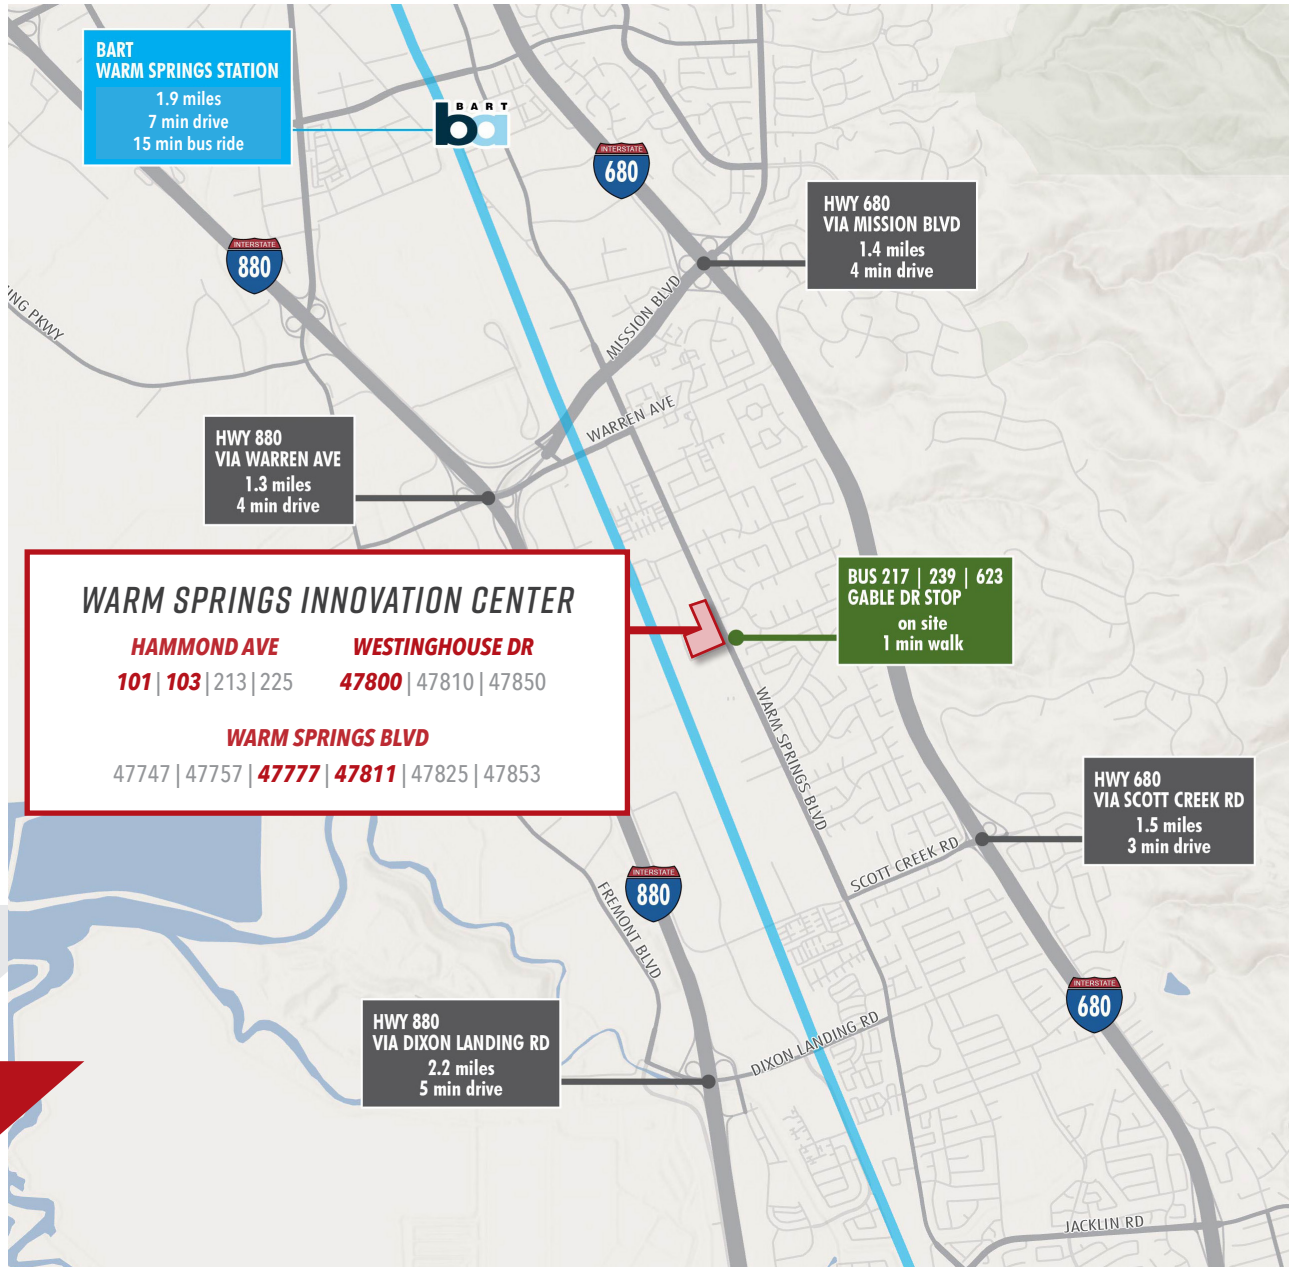 BART
WARM SPRINGS STATION
1.9 miles
7 min drive
15 min bus ride
BART
ba
INTERSTATE
680
HWY 680
VIA MISSION BLVD
1.4 miles
4 min drive
INTERSTATE
880
ING PKWY
MISSION BLVD
WARREN AVE
HWY 880
VIA WARREN AVE
1.3 miles
4 min drive
WARM SPRINGS INNOVATION CENTER
HAMMOND AVE
101 | 103 | 213 | 225
WESTINGHOUSE DR
47800 | 47810 | 47850
WARM SPRINGS BLVD
47747 | 47757 | 47777 | 47811 | 47825 | 47853
BUS 217 | 239 | 623
GABLE DR STOP
on site
1 min walk
WARM SPRINGS BLVD
HWY 680
VIA SCOTT CREEK RD
1.5 miles
3 min drive
SCOTT CREEK RD
INTERSTATE
880
FREMONT BLVD
INTERSTATE
680
HWY 880
VIA DIXON LANDING RD
2.2 miles
5 min drive
DIXON LANDING RD
JACKLIN RD